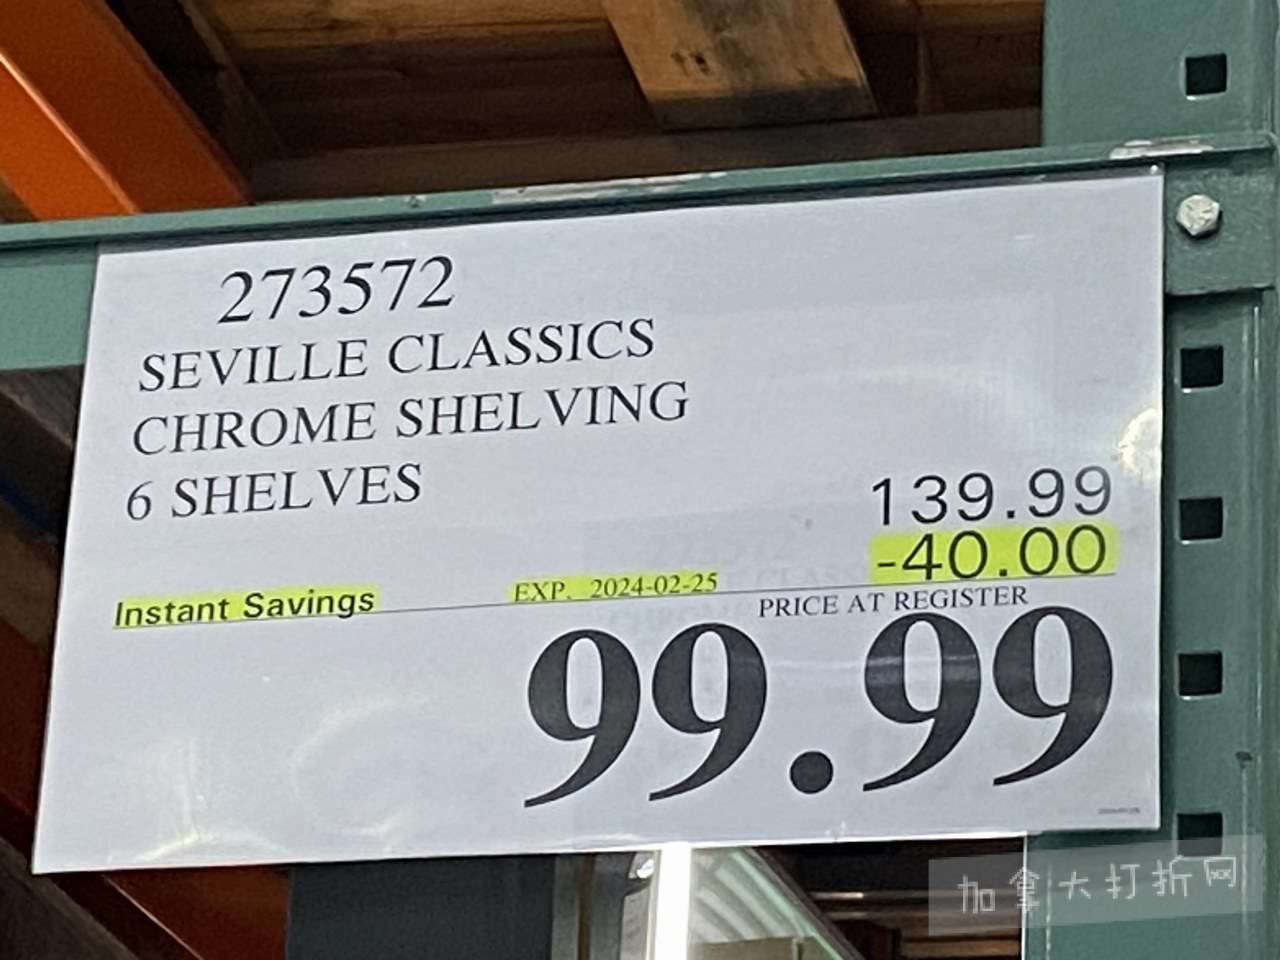 273572
SEVILLE CLASSICS
CHROME SHELVING
6 SHELVES
139.99
-40.00
Instant Savings
EXP. 2024-02-25
PRICE AT REGISTER
99.99
加拿大打折网